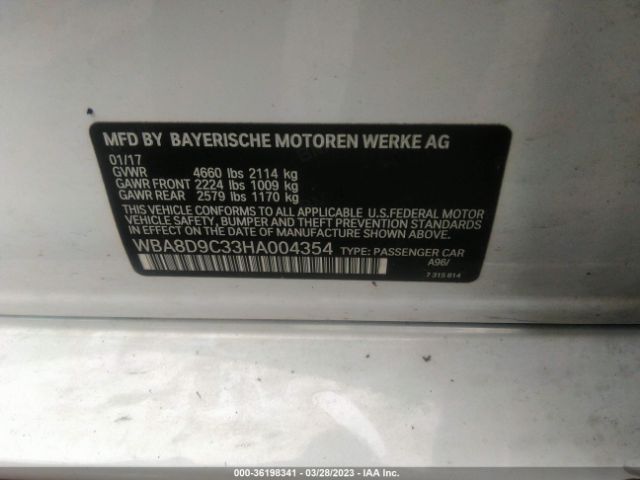 MFD BY BAYERISCHE MOTOREN WERKE AG
01/17
GVWR 4660 lbs 2114 kg
GAWR FRONT 2224 lbs 1009 kg
GAWR REAR 2579 lbs 1170 kg
THIS VEHICLE CONFORMS TO ALL APPLICABLE U.S.FEDERAL MOTOR
VEHICLE SAFETY, BUMPER AND THEFT PREVENTION STANDARDS
IN EFFECT ON THE DATE OF MANUFACTURE SHOWN ABOVE.
WBA8D9C33HA004354 TYPE: PASSENGER CAR
A96/
7 315 814
000-36198341 | 03/28/2023 - IAA Inc.